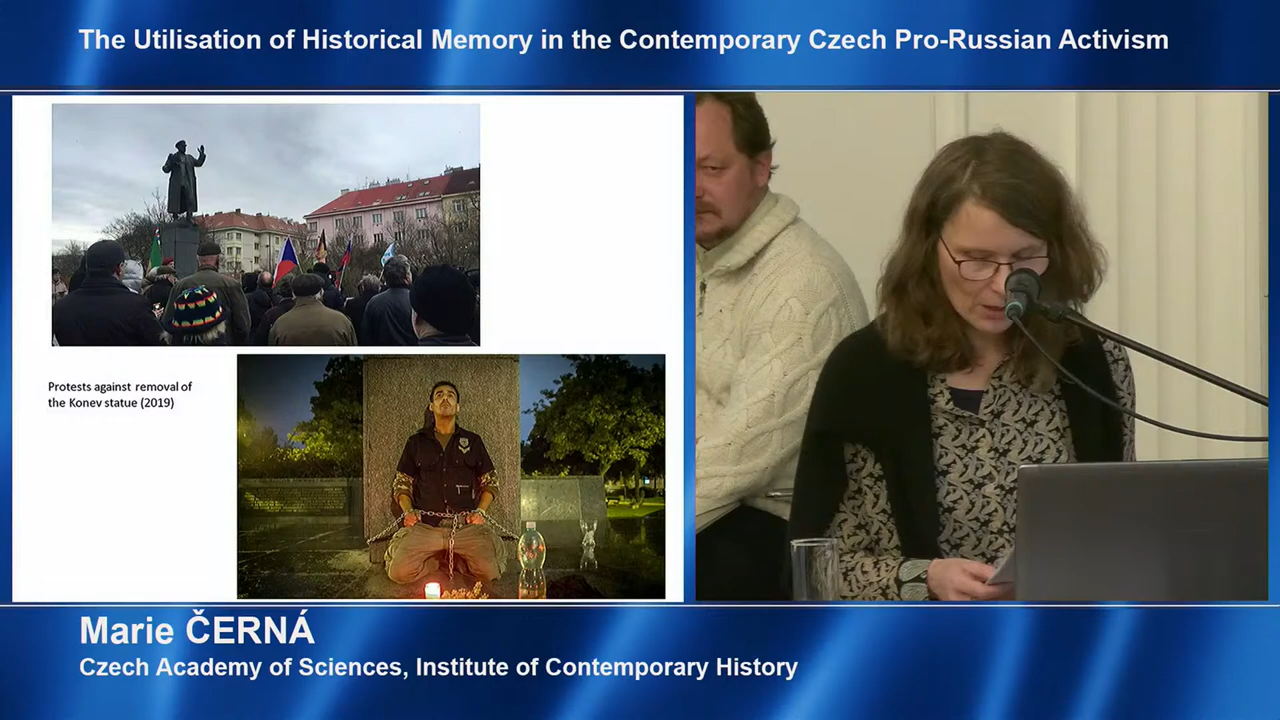 The Utilisation of Historical Memory in the Contemporary Czech Pro-Russian Activism
Protests against removal of
the Konev statue (2019)
Marie ČERNÁ
Czech Academy of Sciences, Institute of Contemporary History